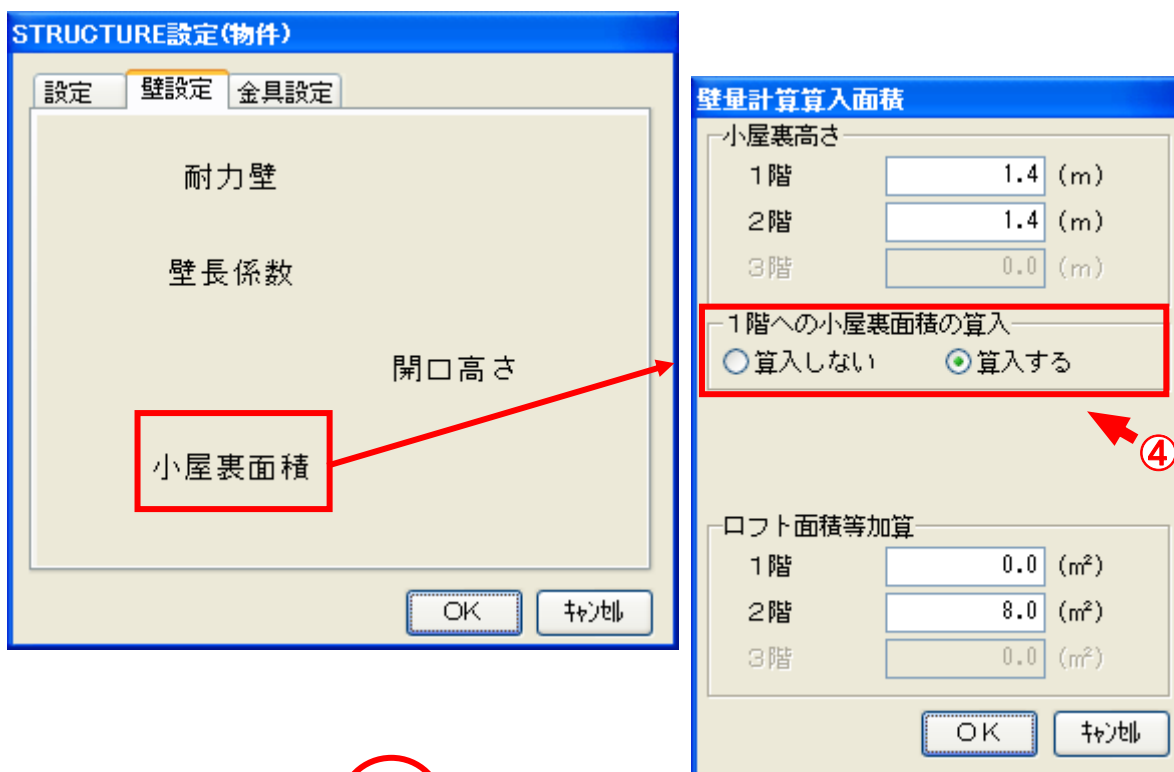 STRUCTURE設定(物件)
設定 壁設定 金具設定
耐力壁
壁長係数
開口高さ
小屋裏面積
OK ｷｬﾝｾﾙ
壁量計算算入面積
小屋裏高さ
1階 1.4 (m)
2階 1.4 (m)
3階 0.0 (m)
1階への小屋裏面積の算入
算入しない 算入する
④
ロフト面積等加算
1階 0.0 (㎡)
2階 8.0 (㎡)
3階 0.0 (㎡)
OK ｷｬﾝｾﾙ